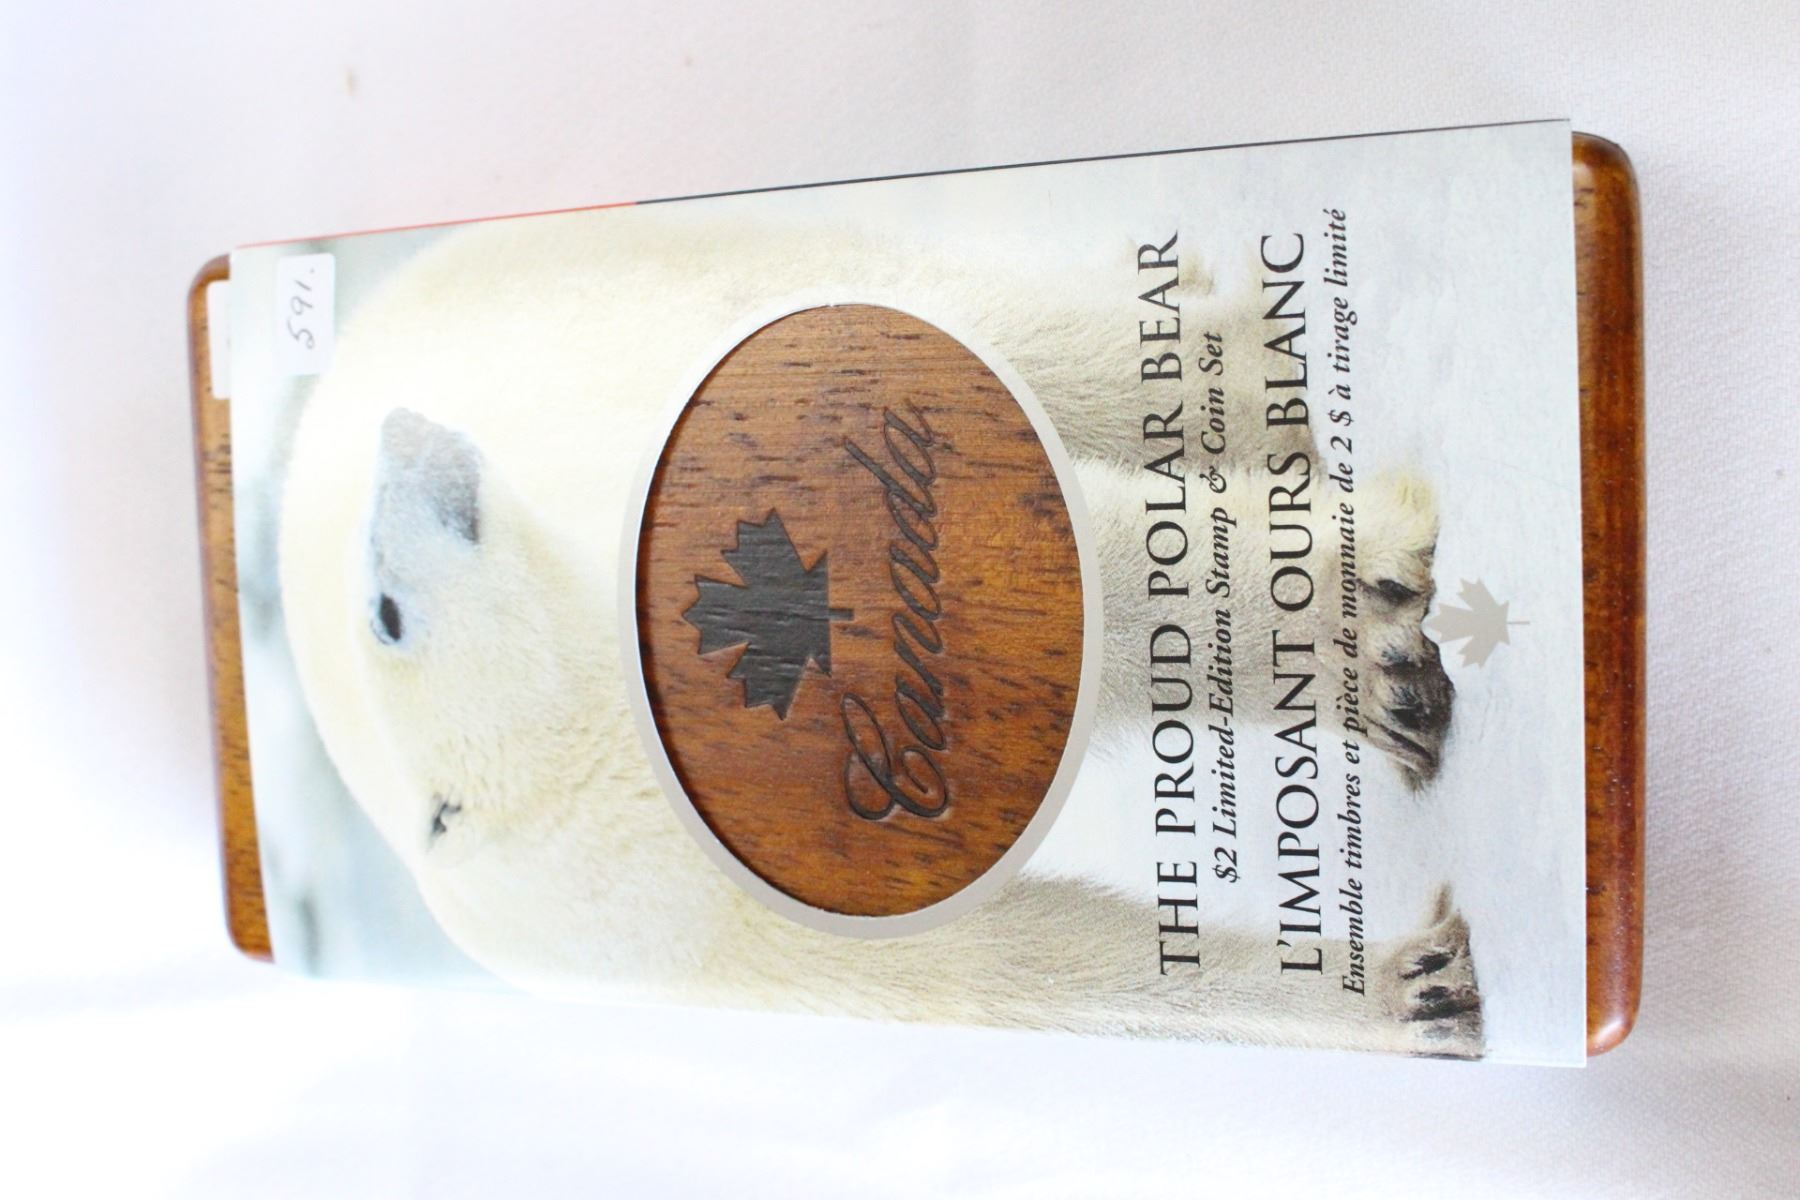 591.
Canada
THE PROUD POLAR BEAR
$2 Limited-Edition Stamp & Coin Set
L'IMPOSANT OURS BLANC
Ensemble timbres et pièce de monnaie de 2 $ à tirage limité